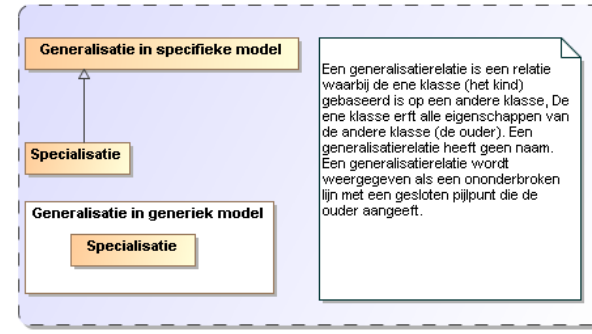 Generalisatie in specifieke model
Specialisatie
Generalisatie in generiek model
Specialisatie
Een generalisatierelatie is een relatie
waarbij de ene klasse (het kind)
gebaseerd is op een andere klasse, De
ene klasse erft alle eigenschappen van
de andere klasse (de ouder). Een
generalisatierelatie heeft geen naam.
Een generalisatierelatie wordt
weergegeven als een ononderbroken
lijn met een gesloten pijlpunt die de
ouder aangeeft.